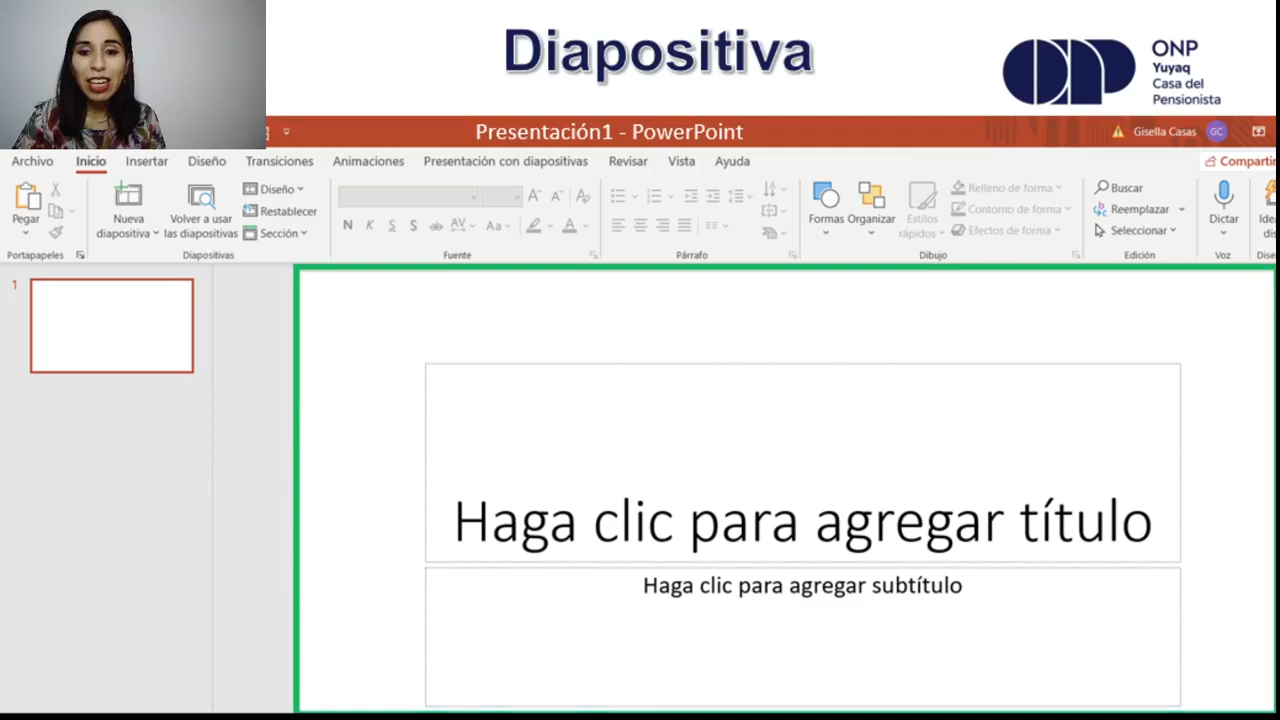 Diapositiva
ONP
Yuyaq
Casa del
Pensionista
Presentación1 - PowerPoint
Gisella Casas
GC
Archivo Inicio Insertar Diseño Transiciones Animaciones Presentación con diapositivas Revisar Vista Ayuda
Compartir
Pegar
Portapapeles
Nueva
diapositiva
Volver a usar
las diapositivas
Diseño
Restablecer
Sección
Diapositivas
N K S S ab AV Aa A
Fuente
Párrafo
Formas
Organizar
Estilos
rápidos
Relleno de forma
Contorno de forma
Efectos de forma
Dibujo
Buscar
Reemplazar
Seleccionar
Edición
Dictar
Voz
1
Haga clic para agregar título
Haga clic para agregar subtítulo